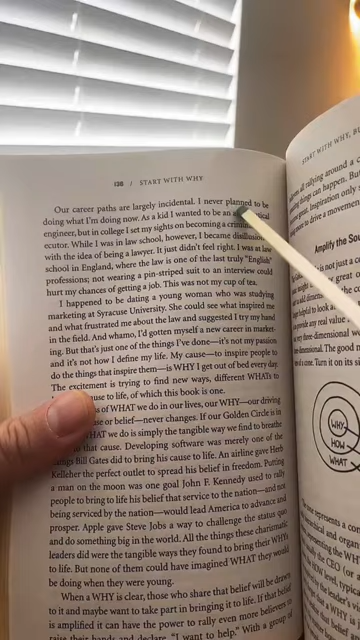 138 / START WITH WHY
Our career paths are largely incidental. I never planned to be
doing what I'm doing now. As a kid I wanted to be an
engineer, but in college I set my sights on becoming a
ecutor. While I was in law school, however, I became
with the idea of being a lawyer. It just didn't feel right. I was at law
school in England, where the law is one of the last truly "English"
professions; not wearing a pin-striped suit to an interview could
hurt my chances of getting a job. This was not my cup of tea.
I happened to be dating a young woman who was studying
marketing at Syracuse University. She could see what inspired me
and what frustrated me about the law and suggested I try my hand
in the field. And whamo, I'd gotten myself a new career in market-
ing. But that's just one of the things I've done—it's not my passion
and it's not how I define my life. My cause—to inspire people to
do the things that inspire them—is WHY I get out of bed every day.
The excitement is trying to find new ways, different WHATs to
cause to life, of which this book is one.
of WHAT we do in our lives, our WHY—our driving
or belief—never changes. If our Golden Circle is in
WHAT we do is simply the tangible way we find to breathe
to that cause. Developing software was merely one of the
things Bill Gates did to bring his cause to life. An airline gave Herb
Kelleher the perfect outlet to spread his belief in freedom. Putting
a man on the moon was one goal John F. Kennedy used to rally
people to bring to life his belief that service to the nation—and not
being serviced by the nation—would lead America to advance and
prosper. Apple gave Steve Jobs a way to challenge the status quo
and do something big in the world. All the things these charismatic
leaders did were the tangible ways they found to bring their WHY
to life. But none of them could have imagined WHAT they would
be doing when they were young.
When a WHY is clear, those who share that belief will be drawn
to it and maybe want to take part in bringing it to life. If that belief
is amplified it can have the power to rally even more believers to
raise their hands and declare, "I want to help." With a group of
START WITH WHY,
Amplify the
WHY
HOW
WHAT